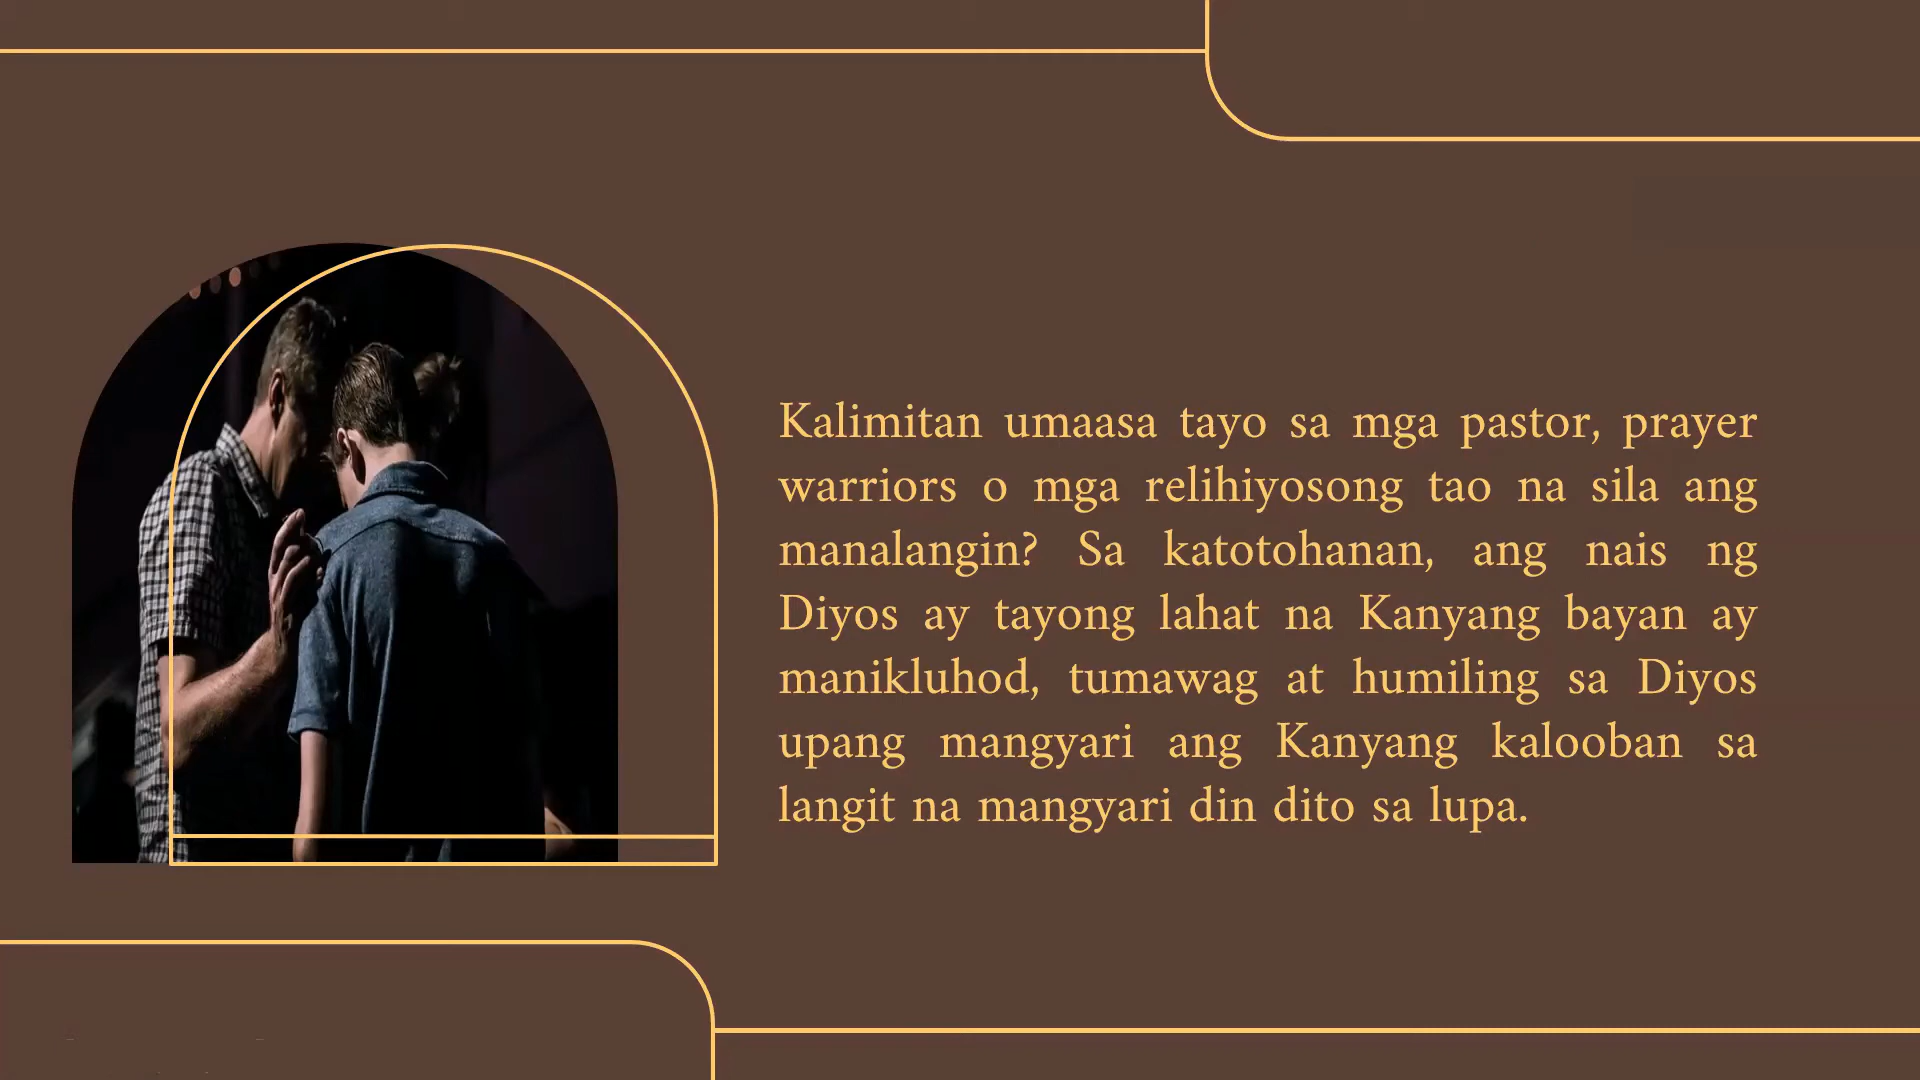 Kalimitan umaasa tayo sa mga pastor, prayer
warriors o mga relihiyosong tao na sila ang
manalangin? Sa katotohanan, ang nais ng
Diyos ay tayong lahat na Kanyang bayan ay
manikluhod, tumawag at humiling sa Diyos
upang mangyari ang Kanyang kalooban sa
langit na mangyari din dito sa lupa.